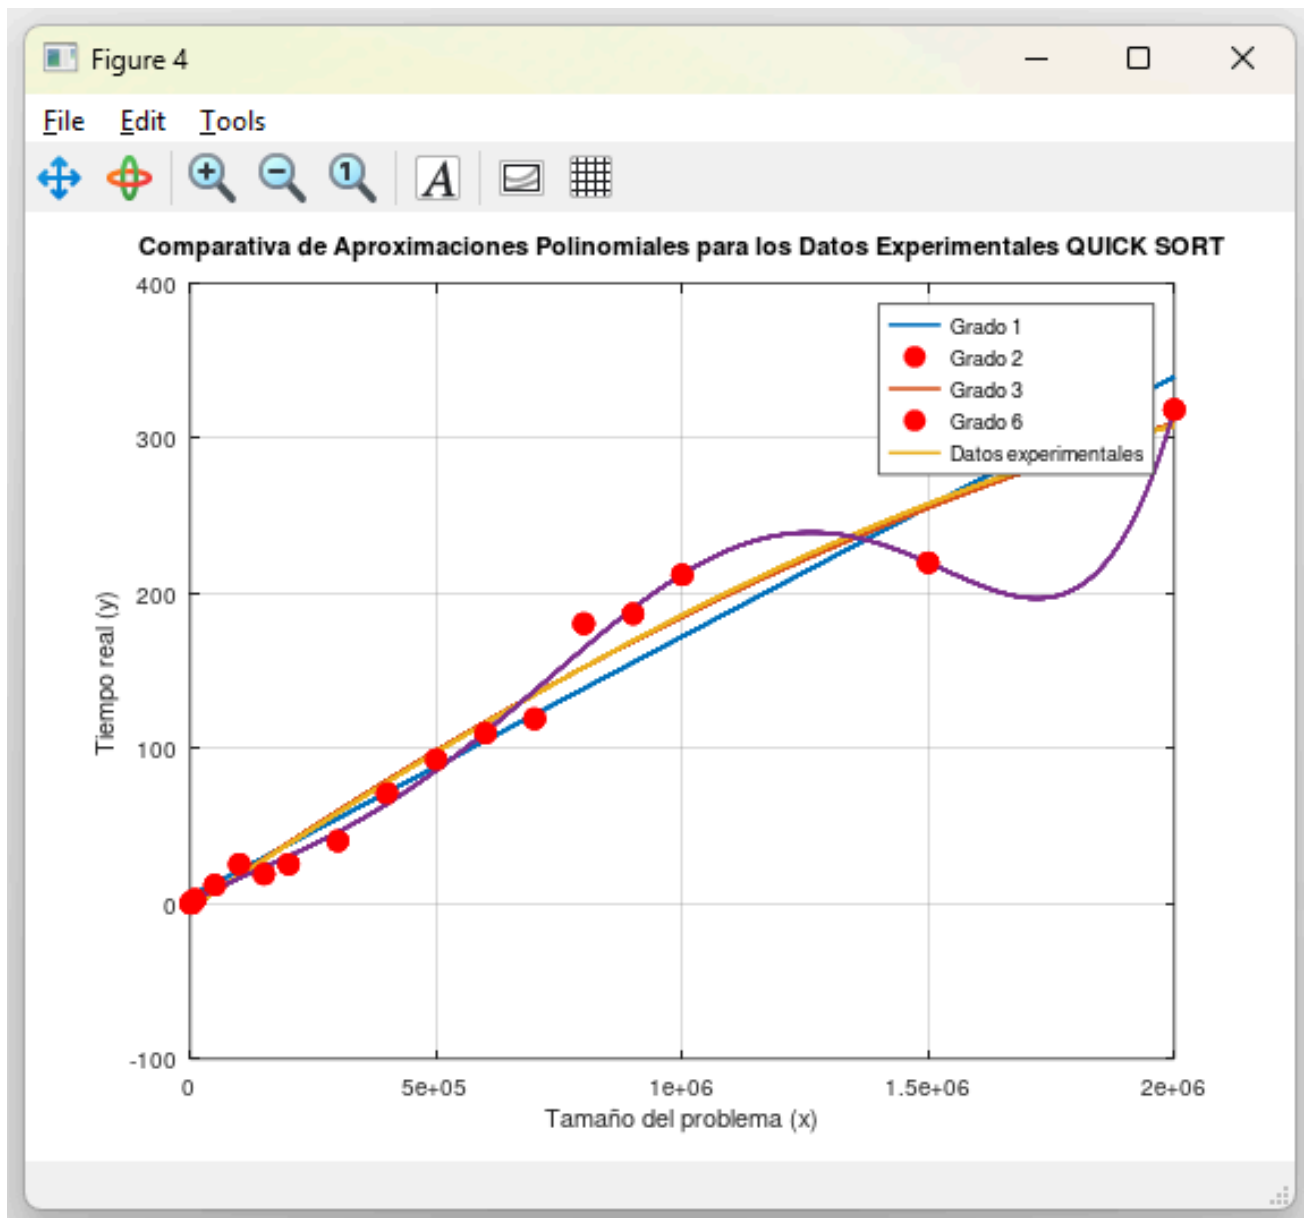 Figure 4
File Edit Tools
Comparativa de Aproximaciones Polinomiales para los Datos Experimentales QUICK SORT
400
300
200
100
0
-100
Tiempo real (y)
Grado 1
Grado 2
Grado 3
Grado 6
Datos experimentales
0 5e+05 1e+06 1.5e+06 2e+06
Tamaño del problema (x)